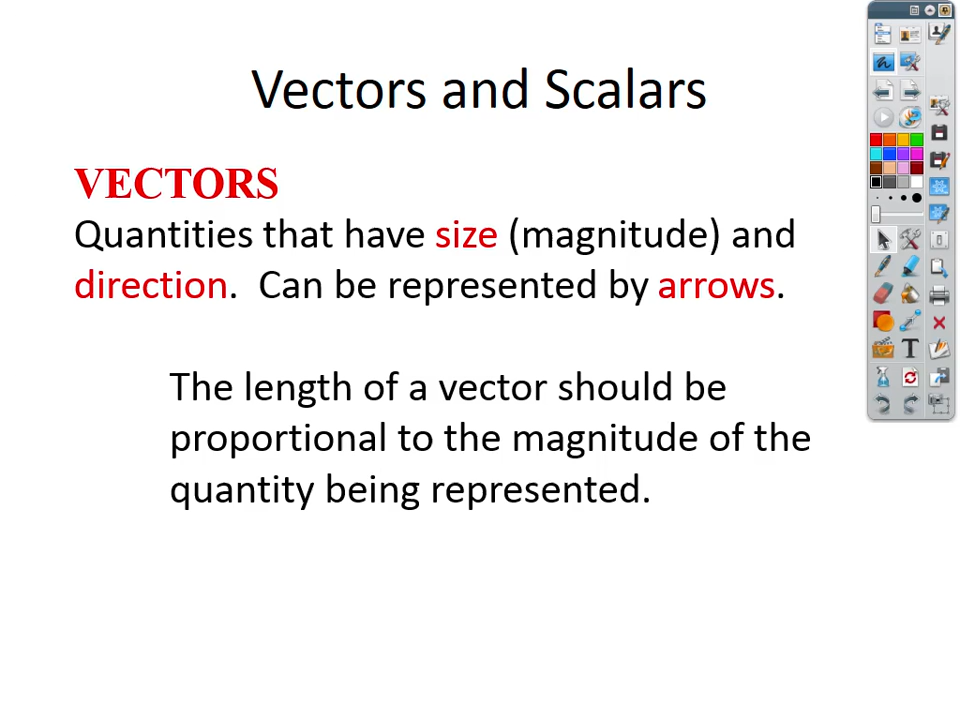 Vectors and Scalars
VECTORS
Quantities that have size (magnitude) and
direction.  Can be represented by arrows.
The length of a vector should be
proportional to the magnitude of the
quantity being represented.
T